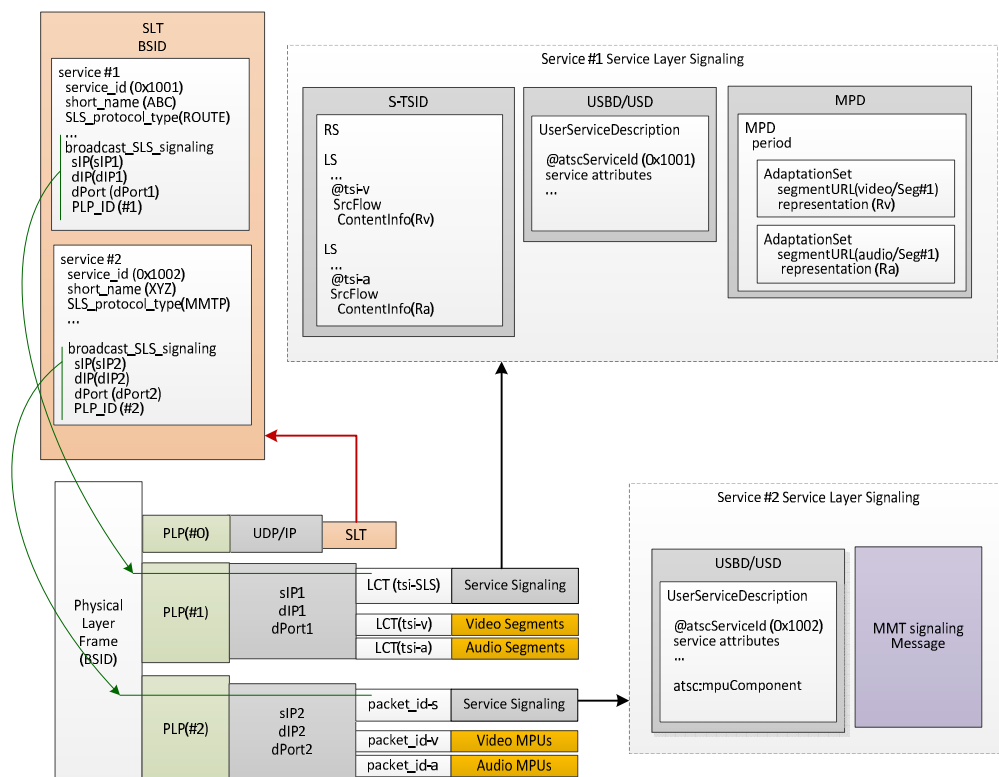 SLT
BSID
service #1
service_id (0x1001)
short_name (ABC)
SLS_protocol_type(ROUTE)
...
broadcast_SLS_signaling
sIP(sIP1)
dIP(dIP1)
dPort (dPort1)
PLP_ID (#1)
service #2
service_id (0x1002)
short_name (XYZ)
SLS_protocol_type(MMTP)
...
broadcast_SLS_signaling
sIP(sIP2)
dIP(dIP2)
dPort (dPort2)
PLP_ID (#2)
Service #1 Service Layer Signaling
S-TSID
RS
LS
...
@tsi-v
SrcFlow
ContentInfo(Rv)
LS
...
@tsi-a
SrcFlow
ContentInfo(Ra)
USBD/USD
UserServiceDescription
@atscServiceId (0x1001)
service attributes
...
MPD
MPD
period
AdaptationSet
segmentURL(video/Seg#1)
representation (Rv)
AdaptationSet
segmentURL(audio/Seg#1)
representation (Ra)
Physical
Layer
Frame
(BSID)
PLP(#0)
UDP/IP
SLT
PLP(#1)
sIP1
dIP1
dPort1
LCT (tsi-SLS)
Service Signaling
LCT(tsi-v)
Video Segments
LCT(tsi-a)
Audio Segments
PLP(#2)
sIP2
dIP2
dPort2
packet_id-s
Service Signaling
packet_id-v
Video MPUs
packet_id-a
Audio MPUs
Service #2 Service Layer Signaling
USBD/USD
UserServiceDescription
@atscServiceId (0x1002)
service attributes
...
atsc:mpuComponent
MMT signaling
Message